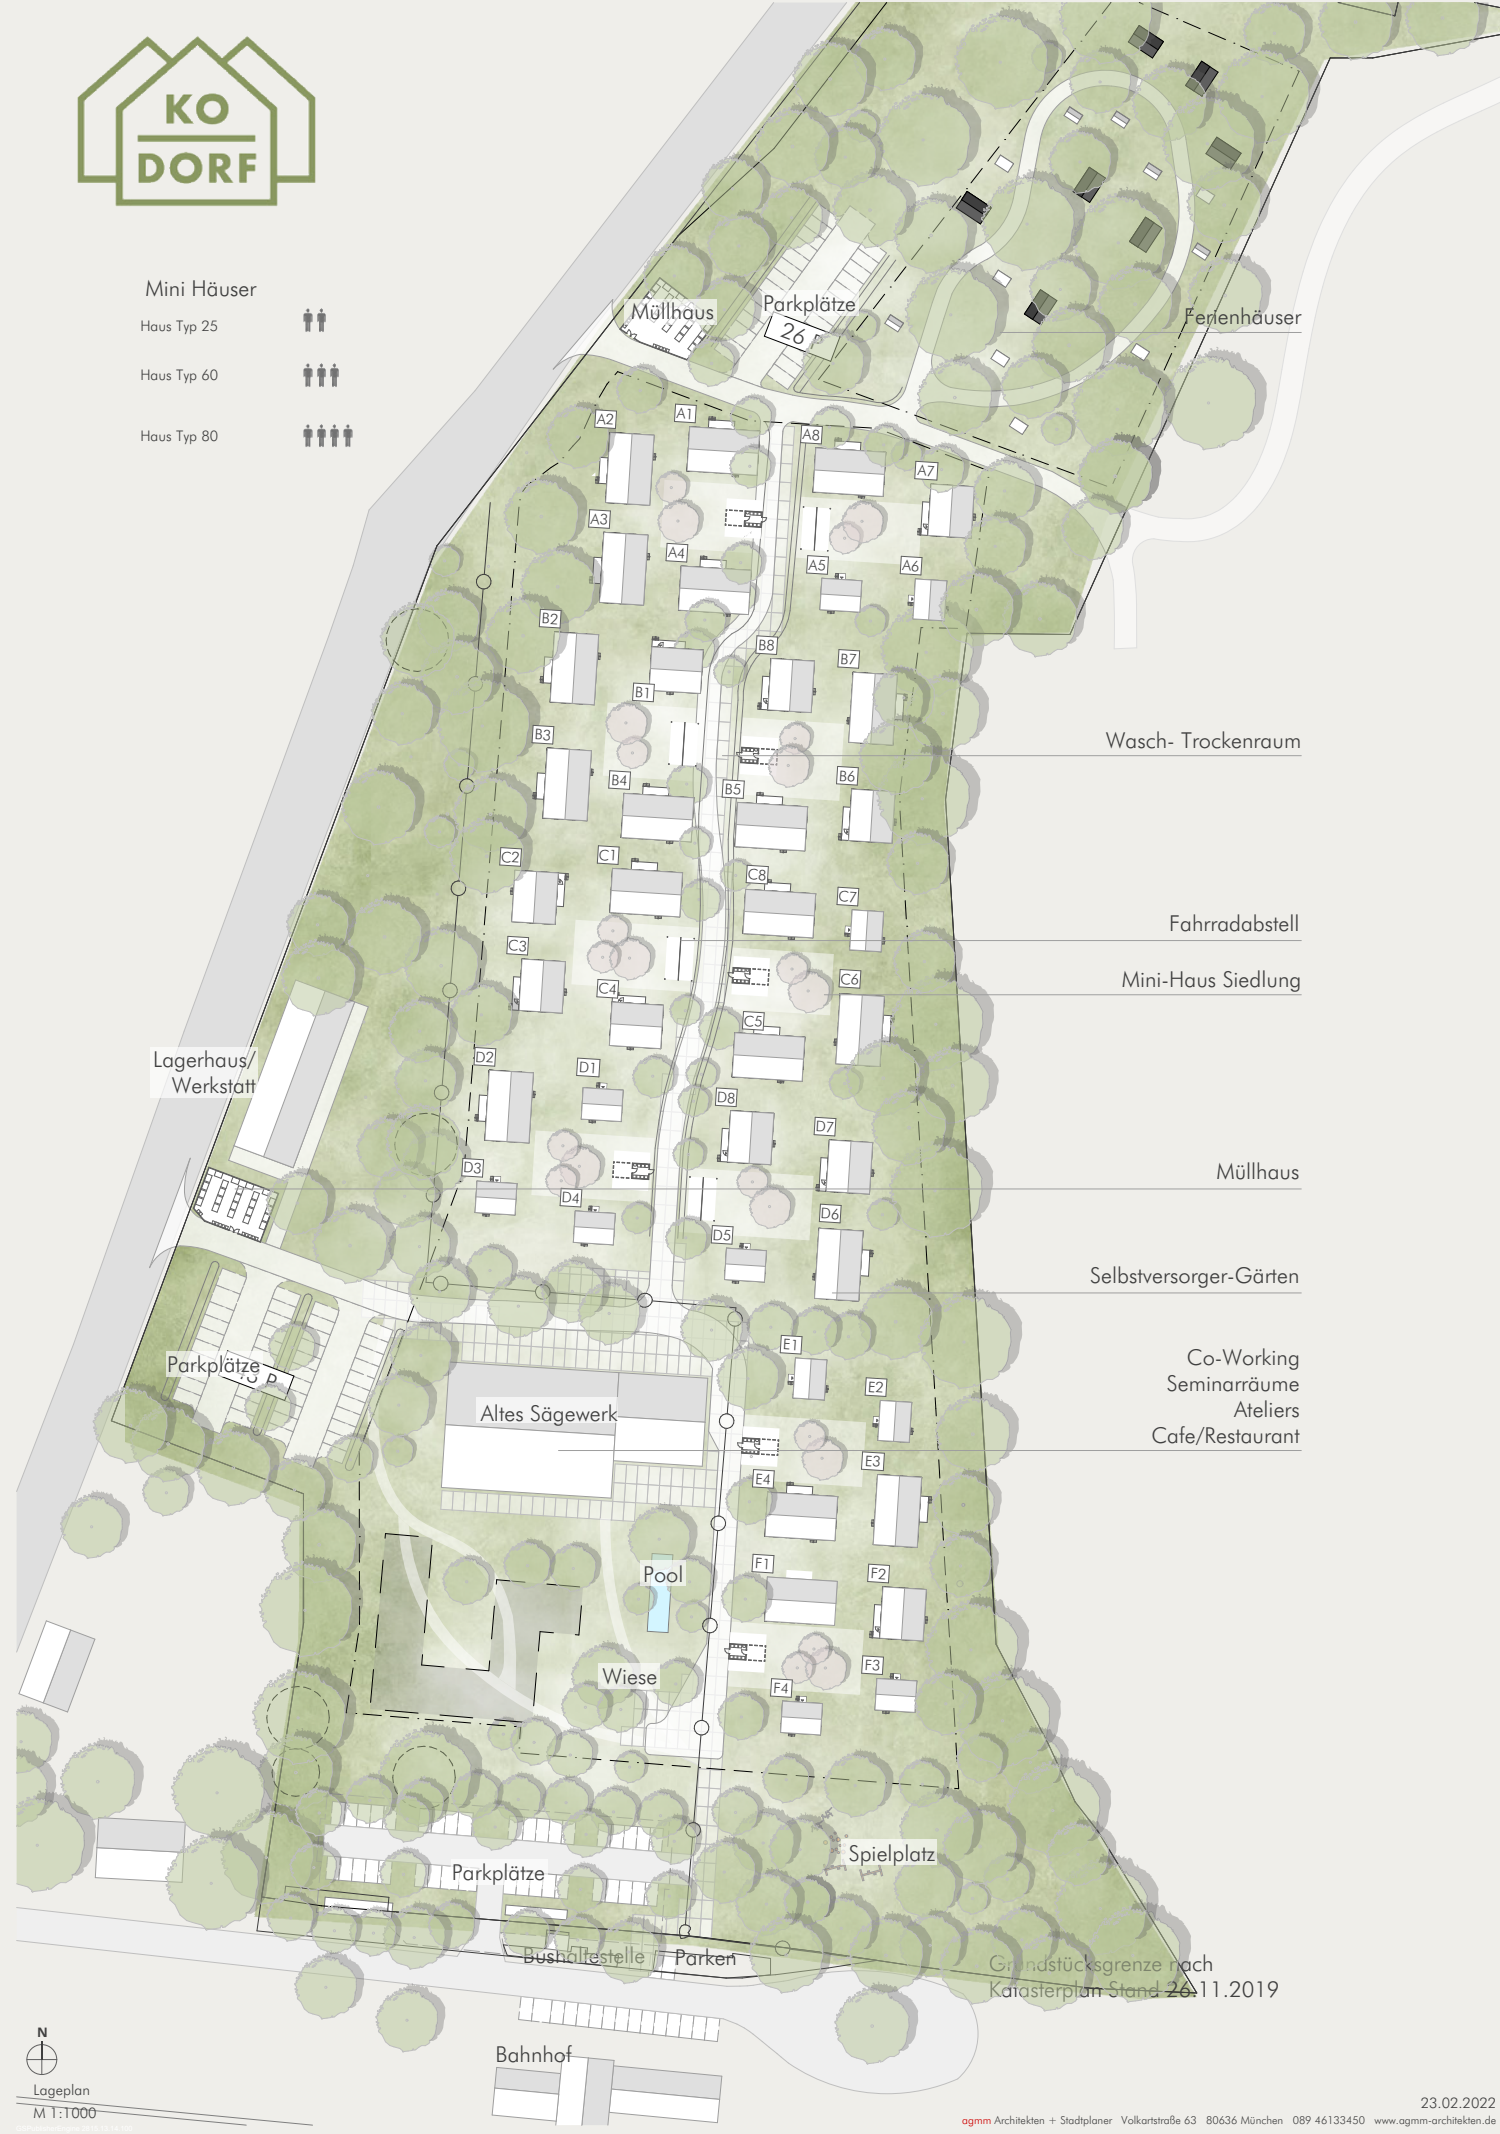 KO
DORF
Mini Häuser
Haus Typ 25
Haus Typ 60
Haus Typ 80
Müllhaus
Parkplätze
26 P
Ferienhäuser
A2
A1
A8
A7
A3
A4
A5
A6
B2
B8
B7
B1
B3
B4
B5
B6
Wasch- Trockenraum
C2
C1
C8
C7
Fahrradabstell
C3
C4
C6
Mini-Haus Siedlung
C5
Lagerhaus/
Werkstatt
D2
D1
D8
D7
D3
D4
D6
D5
Müllhaus
Selbstversorger-Gärten
Parkplätze
E1
E2
Co-Working
Seminarräume
Ateliers
Cafe/Restaurant
Altes Sägewerk
E3
E4
Pool
F1
F2
Wiese
F3
F4
Spielplatz
Parkplätze
Bushaltestelle
Parken
Grundstücksgrenze nach
Katasterplan Stand 26.11.2019
Bahnhof
N
Lageplan
M 1:1000
23.02.2022
agmm Architekten + Stadtplaner Volkartstraße 63 80636 München 089 46133450 www.agmm-architekten.de